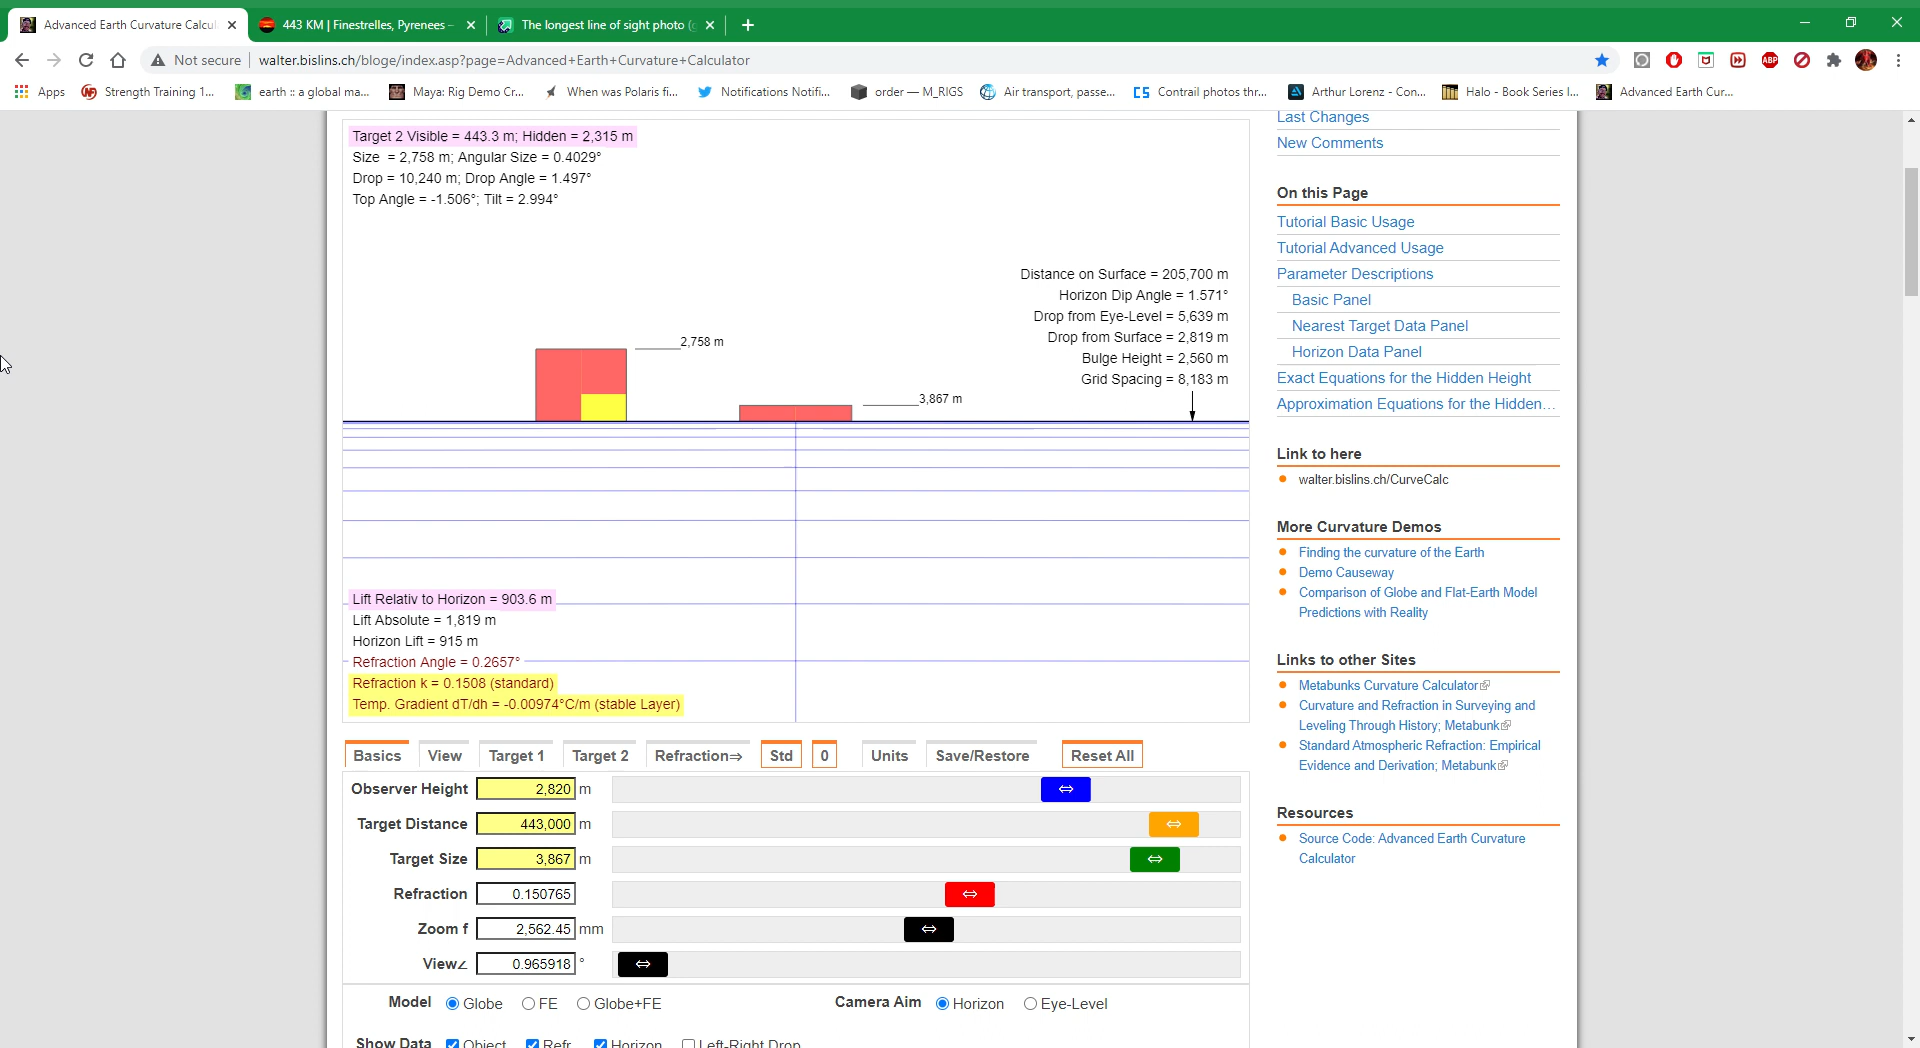 Advanced Earth Curvature Calcul
443 KM | Finestrelles, Pyrenees -
The longest line of sight photo (
Not secure
walter.bislins.ch/bloge/index.asp?page=Advanced+Earth+Curvature+Calculator
ABP
Apps
Strength Training 1...
earth :: a global ma...
Maya: Rig Demo Cr...
When was Polaris fi...
Notifications Notifi...
order — M_RIGS
Air transport, passe...
Contrail photos thr...
Arthur Lorenz - Con...
Halo - Book Series I...
Advanced Earth Cur...
Target 2 Visible = 443.3 m; Hidden = 2,315 m
Size = 2,758 m; Angular Size = 0.4029°
Drop = 10,240 m; Drop Angle = 1.497°
Top Angle = -1.506°; Tilt = 2.994°
Distance on Surface = 205,700 m
Horizon Dip Angle = 1.571°
Drop from Eye-Level = 5,639 m
Drop from Surface = 2,819 m
Bulge Height = 2,560 m
Grid Spacing = 8,183 m
2,758 m
3,867 m
Lift Relativ to Horizon = 903.6 m
Lift Absolute = 1,819 m
Horizon Lift = 915 m
Refraction Angle = 0.2657°
Refraction k = 0.1508 (standard)
Temp. Gradient dT/dh = -0.00974°C/m (stable Layer)
Basics View Target 1 Target 2 Refraction⇒ Std 0 Units Save/Restore Reset All
Observer Height 2,820 m
Target Distance 443,000 m
Target Size 3,867 m
Refraction 0.150765
Zoom f 2,562.45 mm
View∠ 0.965918 °
Model Globe FE Globe+FE Camera Aim Horizon Eye-Level
Show Data Object Refr. Horizon Left-Right Drop
Last Changes
New Comments
On this Page
Tutorial Basic Usage
Tutorial Advanced Usage
Parameter Descriptions
Basic Panel
Nearest Target Data Panel
Horizon Data Panel
Exact Equations for the Hidden Height
Approximation Equations for the Hidden...
Link to here
walter.bislins.ch/CurveCalc
More Curvature Demos
Finding the curvature of the Earth
Demo Causeway
Comparison of Globe and Flat-Earth Model
Predictions with Reality
Links to other Sites
Metabunks Curvature Calculator
Curvature and Refraction in Surveying and
Leveling Through History; Metabunk
Standard Atmospheric Refraction: Empirical
Evidence and Derivation; Metabunk
Resources
Source Code: Advanced Earth Curvature
Calculator